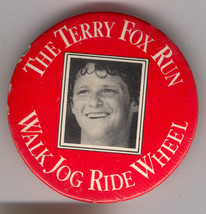 THE TERRY FOX RUN
WALK JOG RIDE WHEEL